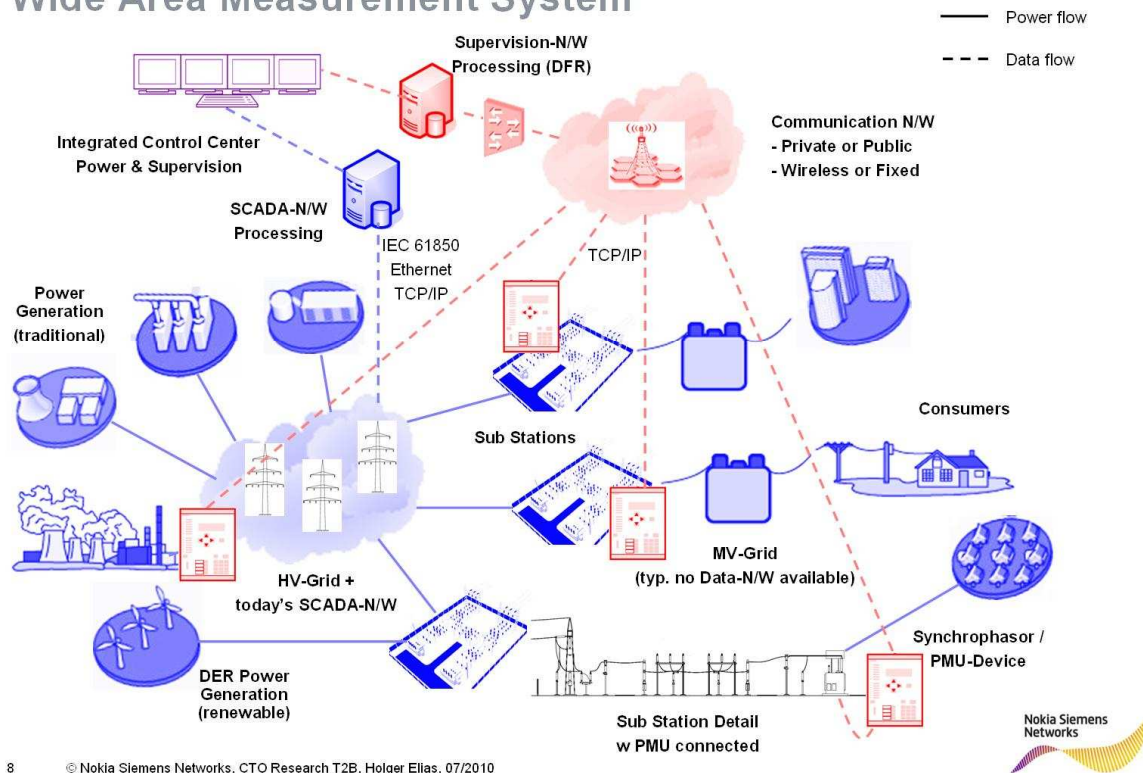 Wide Area Measurement System
Power flow
Data flow
Supervision-N/W
Processing (DFR)
Communication N/W
- Private or Public
- Wireless or Fixed
Integrated Control Center
Power & Supervision
SCADA-N/W
Processing
IEC 61850
Ethernet
TCP/IP
TCP/IP
Power
Generation
(traditional)
Consumers
Sub Stations
MV-Grid
(typ. no Data-N/W available)
HV-Grid +
today's SCADA-N/W
Synchrophasor /
PMU-Device
DER Power
Generation
(renewable)
Sub Station Detail
w PMU connected
Nokia Siemens
Networks
8 © Nokia Siemens Networks, CTO Research T2B, Holger Elias, 07/2010